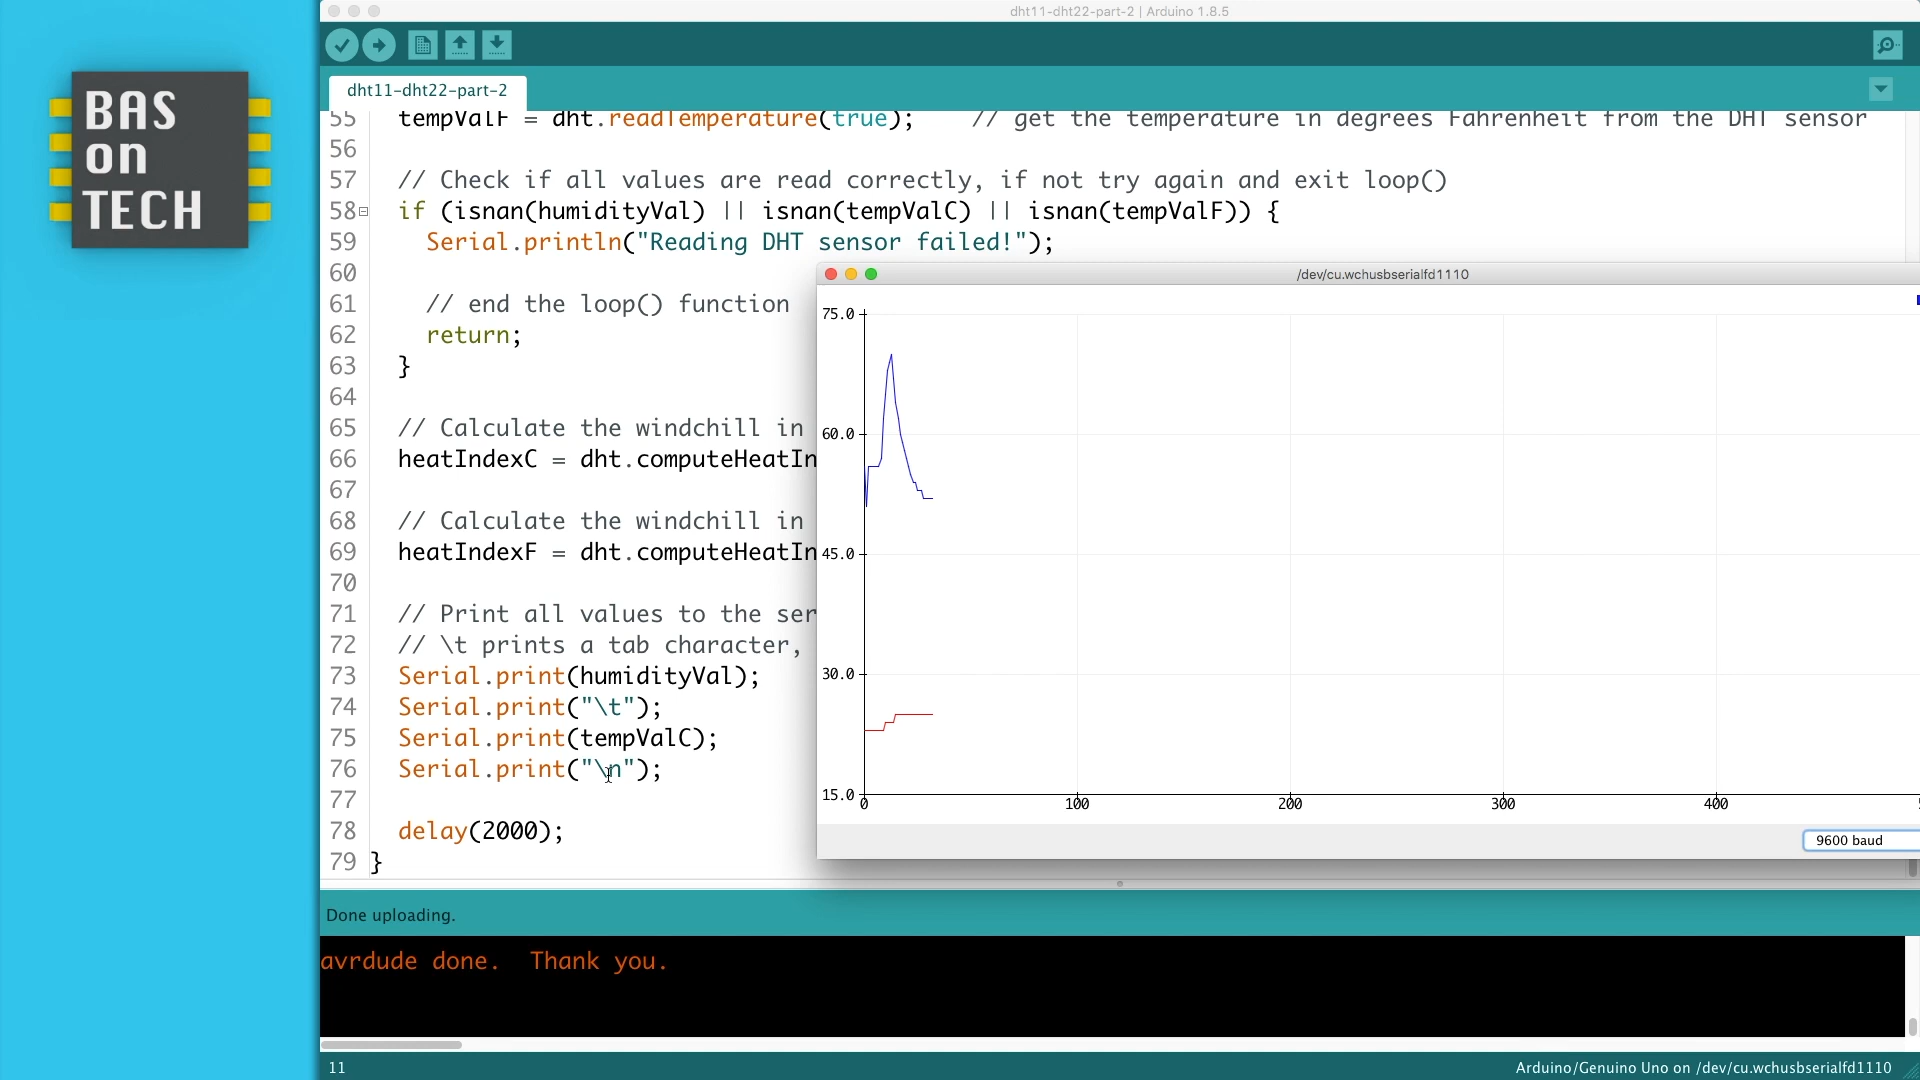 dht11-dht22-part-2 | Arduino 1.8.5
BAS
on
TECH
dht11-dht22-part-2
55 tempValF = dht.readTemperature(true); // get the temperature in degrees Fahrenheit from the DHT sensor
56
57 // Check if all values are read correctly, if not try again and exit loop()
58 if (isnan(humidityVal) || isnan(tempValC) || isnan(tempValF)) {
59 Serial.println("Reading DHT sensor failed!");
60
61 // end the loop() function
62 return;
63 }
64
65 // Calculate the windchill in
66 heatIndexC = dht.computeHeatIn
67
68 // Calculate the windchill in
69 heatIndexF = dht.computeHeatIn
70
71 // Print all values to the ser
72 // \t prints a tab character,
73 Serial.print(humidityVal);
74 Serial.print("\t");
75 Serial.print(tempValC);
76 Serial.print("\n");
77
78 delay(2000);
79 }
/dev/cu.wchusbserialfd1110
75.0
60.0
45.0
30.0
15.0
0 100 200 300 400
9600 baud
Done uploading.
avrdude done. Thank you.
11
Arduino/Genuino Uno on /dev/cu.wchusbserialfd1110